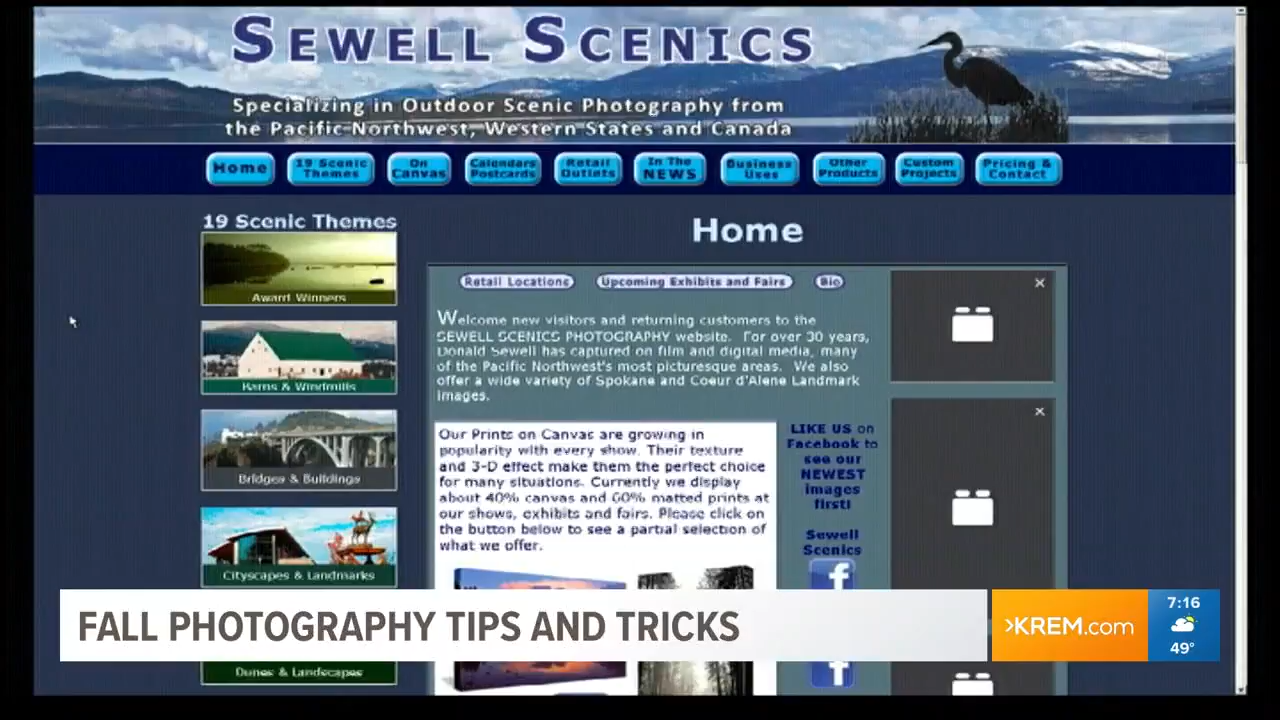 SEWELL SCENICS
Specializing in Outdoor Scenic Photography from
the Pacific Northwest, Western States and Canada
Home
19 Scenic
Themes
On
Canvas
Calendars
Postcards
Retail
Outlets
In The
NEWS
Business
Uses
Other
Products
Custom
Projects
Pricing &
Contact
19 Scenic Themes
Award Winners
Barns & Windmills
Bridges & Buildings
Cityscapes & Landmarks
Dunes & Landscapes
Home
Retail Locations
Upcoming Exhibits and Fairs
Bio
Welcome new visitors and returning customers to the
SEWELL SCENICS PHOTOGRAPHY website. For over 30 years,
Donald Sewell has captured on film and digital media, many
of the Pacific Northwest's most picturesque areas. We also
offer a wide variety of Spokane and Coeur d'Alene Landmark
images.
Our Prints on Canvas are growing in
popularity with every show. Their texture
and 3-D effect make them the perfect choice
for many situations. Currently we display
about 40% canvas and 60% matted prints at
our shows, exhibits and fairs. Please click on
the button below to see a partial selection of
what we offer.
LIKE US on
Facebook to
see our
NEWEST
images
first!
Sewell
Scenics
f
f
FALL PHOTOGRAPHY TIPS AND TRICKS
KREM.com
7:16
49°